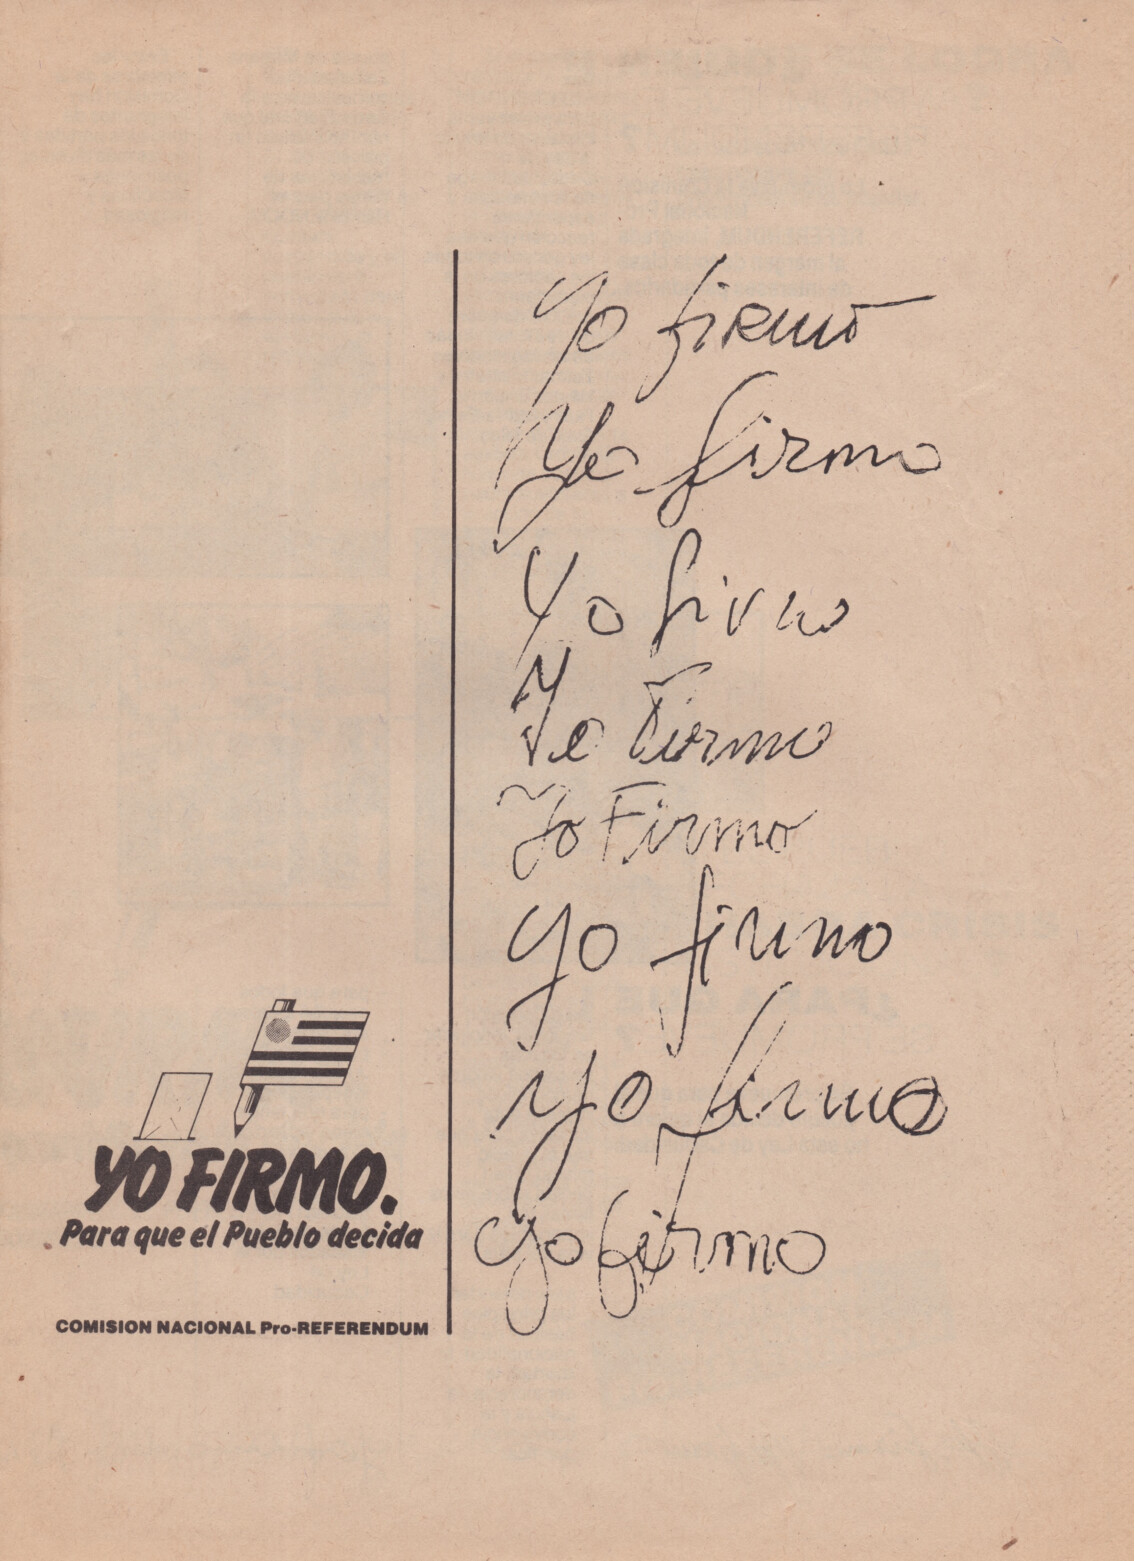 Yo firmo
Yo firmo
Yo firmo
Yo Firmo
Yo Firmo
yo firmo
yo firmo
yo firmo
YO FIRMO.
Para que el Pueblo decida
COMISION NACIONAL Pro-REFERENDUM